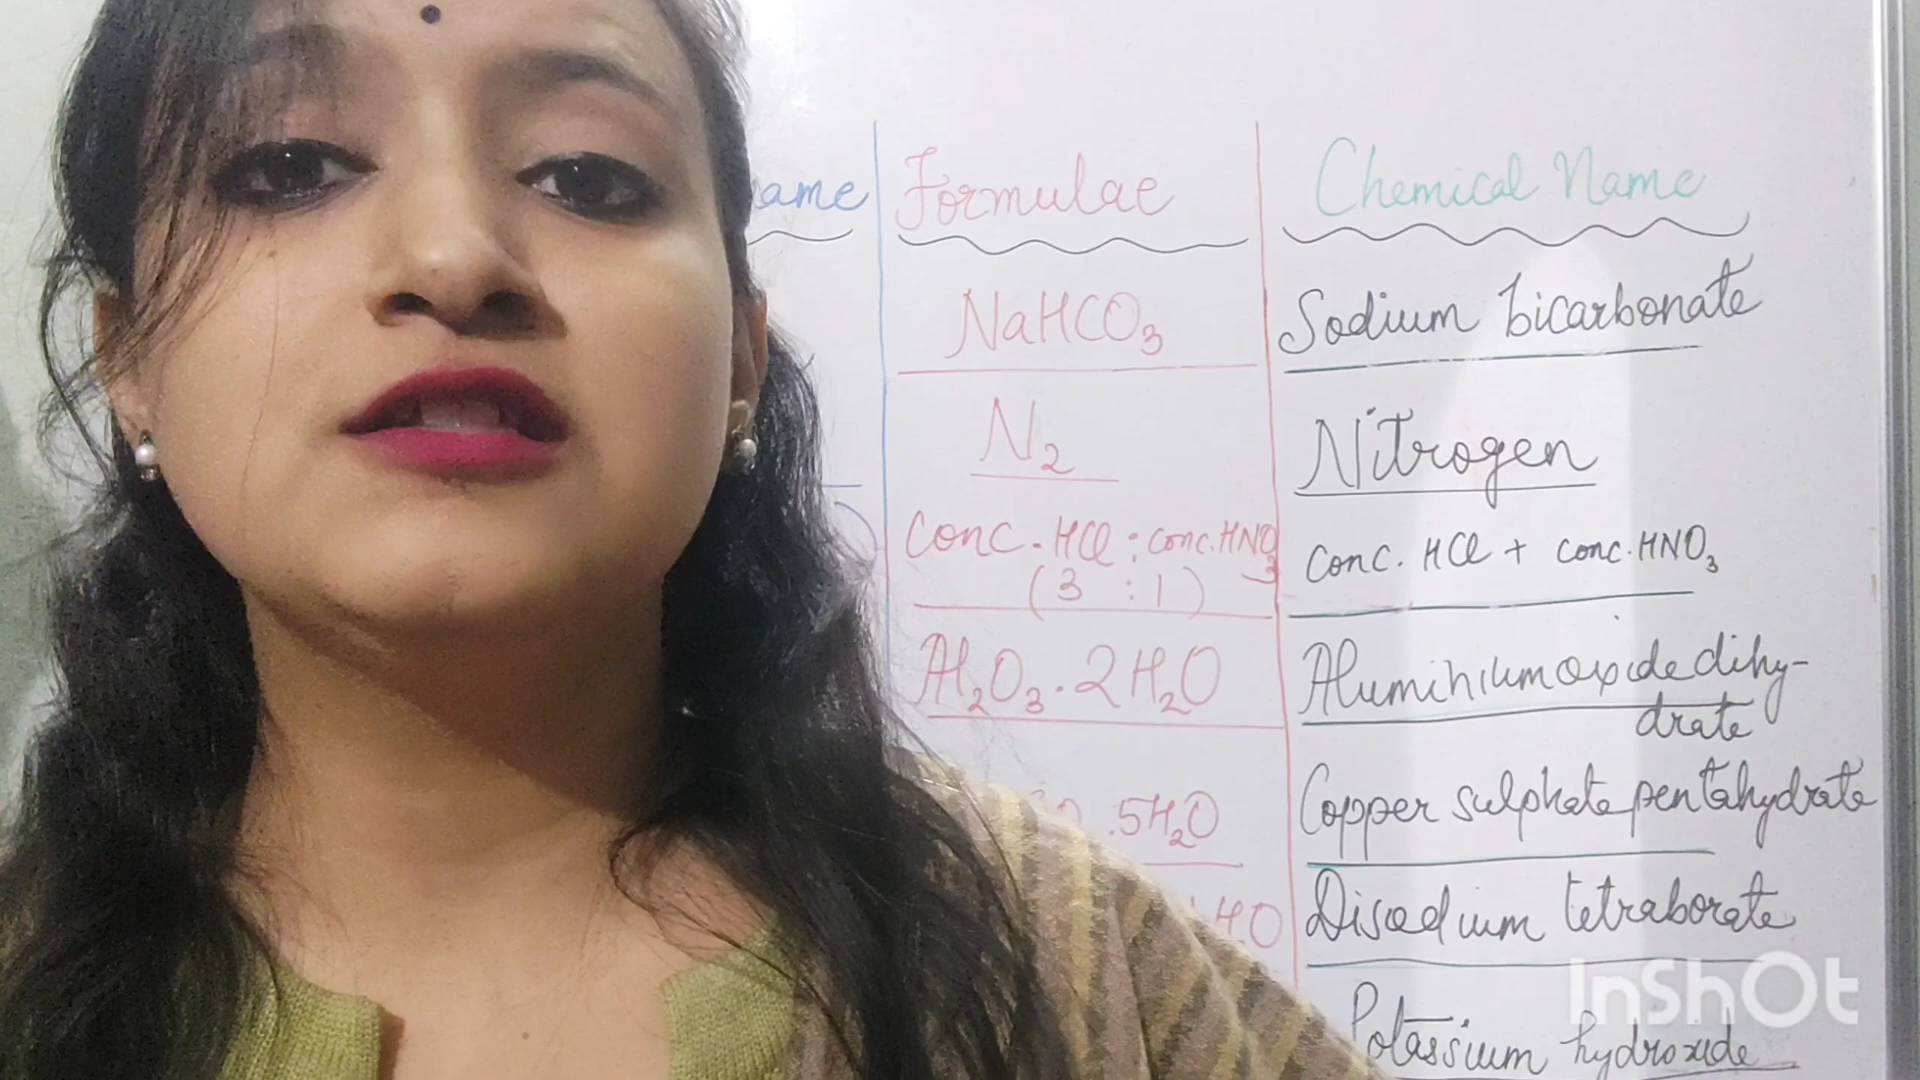 ame Formulae Chemical Name
NaHCO₃ Sodium bicarbonate
N₂ Nitrogen
Conc. HCl : conc. HNO₃ conc. HCl + conc. HNO₃
(3 : 1)
Al₂O₃.2H₂O Aluminium oxide dihy-
drate
.5H₂O Copper sulphate pentahydrate
Disodium tetraborate
InShOt
Potassium hydroxide